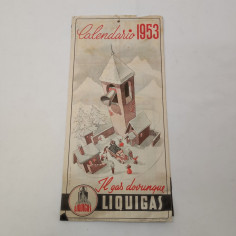 Calendario 1953
Il gas dovunque
LIQUIGAS